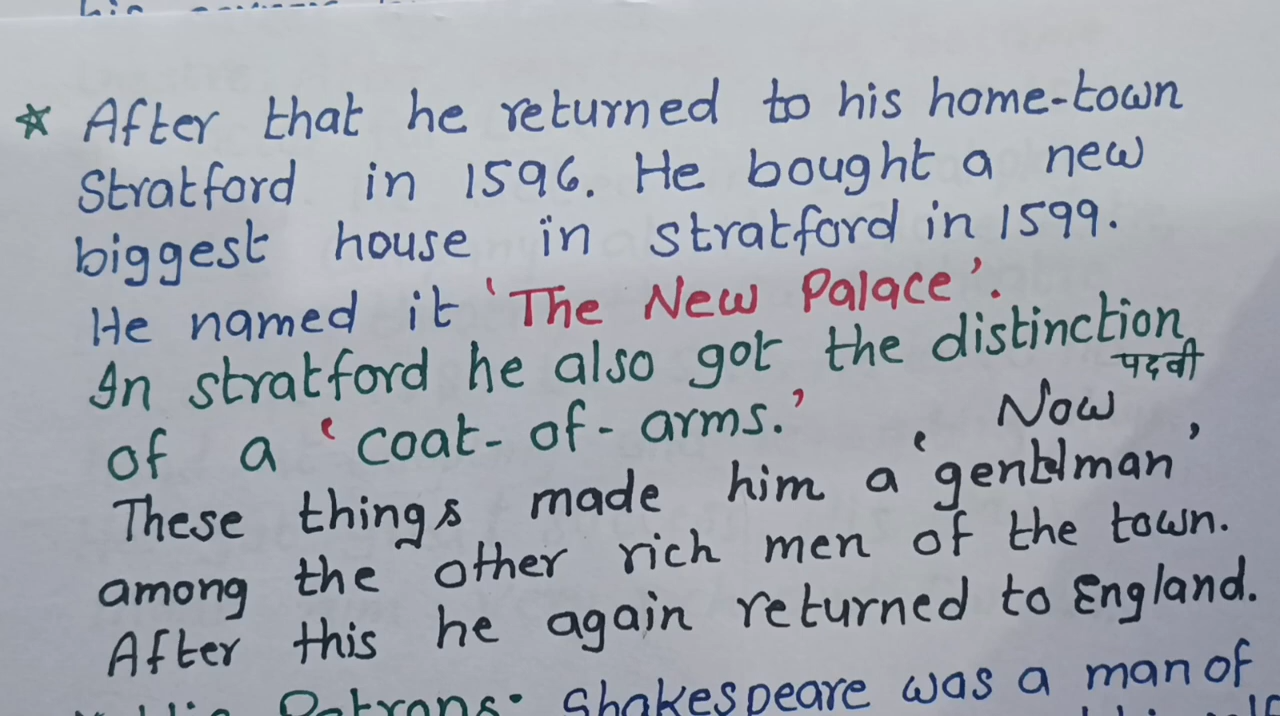 ☆ After that he returned to his home-town
Stratford in 1596. He bought a new
biggest house in stratford in 1599.
He named it 'The New Palace'.
In stratford he also got the distinction
पदवी
of a 'coat-of-arms.' Now
These things made him a 'gentlman'
among the other rich men of the town.
After this he again returned to England.
Patrons: Shakespeare was a man of